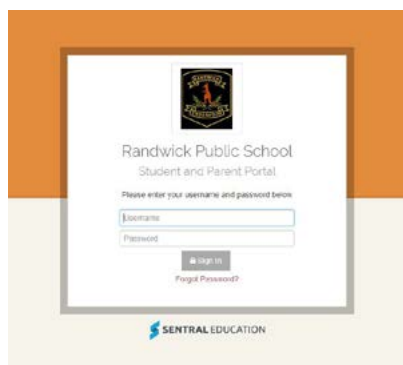 RANDWICK
Randwick Public School
Student and Parent Portal
Please enter your username and password below
Username
Password
Sign In
Forgot Password?
SENTRAL EDUCATION